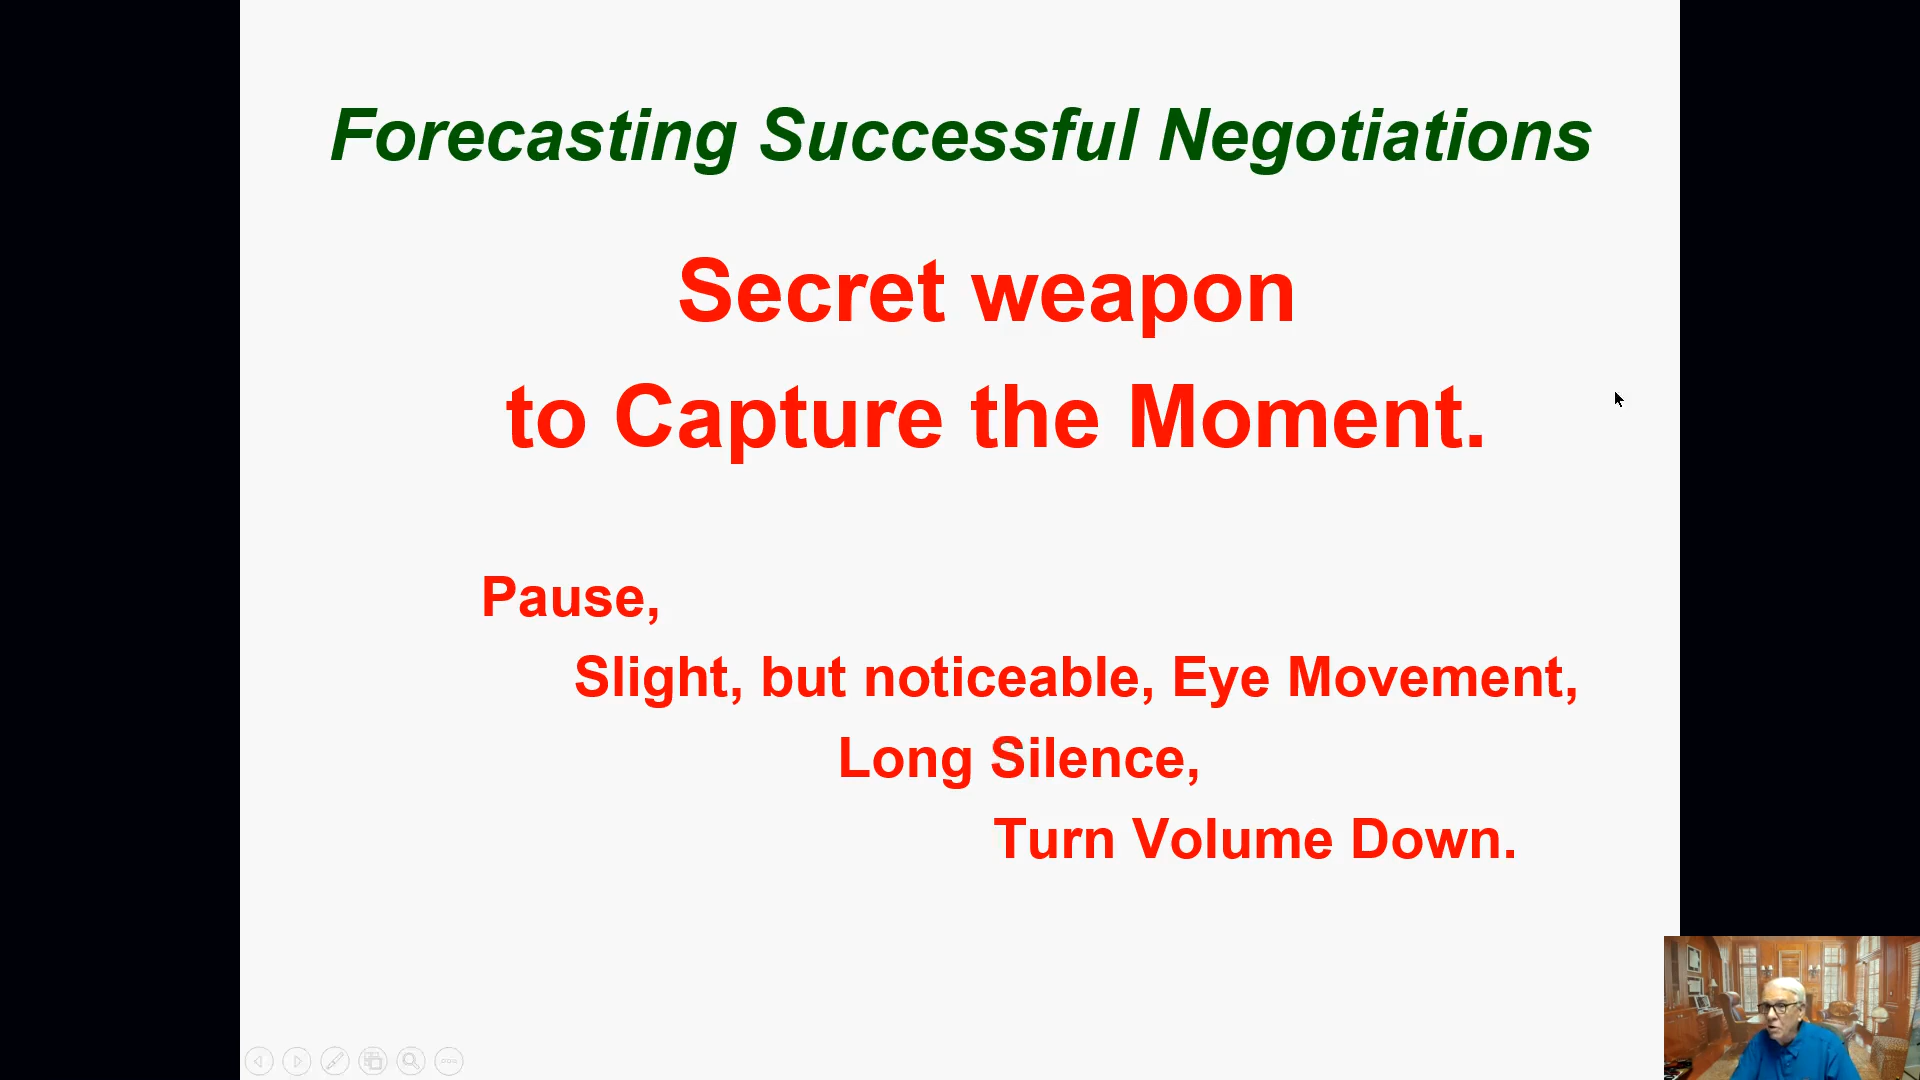 Forecasting Successful Negotiations
Secret weapon
to Capture the Moment.
Pause,
Slight, but noticeable, Eye Movement,
Long Silence,
Turn Volume Down.